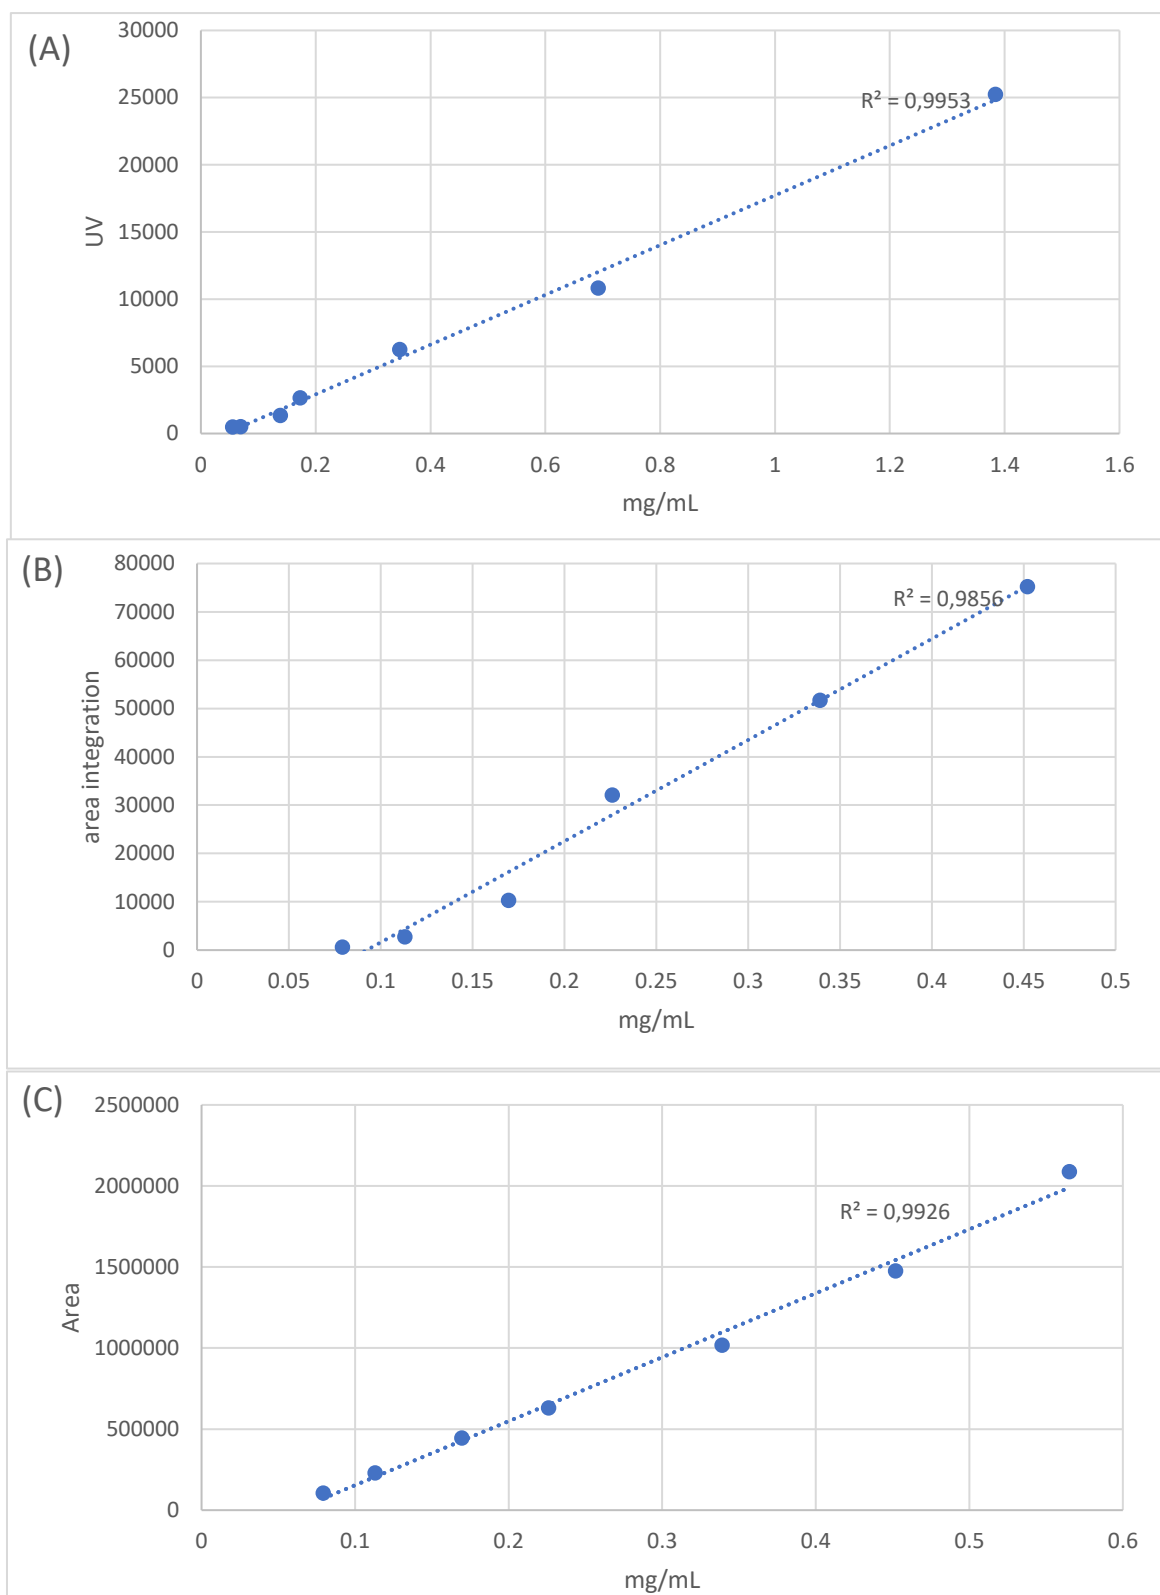 (A)
30000
25000
20000
15000
10000
5000
0
UV
R² = 0,9953
0 0.2 0.4 0.6 0.8 1 1.2 1.4 1.6
mg/mL
(B)
80000
70000
60000
50000
40000
30000
20000
10000
0
area integration
R² = 0,9856
0 0.05 0.1 0.15 0.2 0.25 0.3 0.35 0.4 0.45 0.5
mg/mL
(C)
2500000
2000000
1500000
1000000
500000
0
Area
R² = 0,9926
0 0.1 0.2 0.3 0.4 0.5 0.6
mg/mL